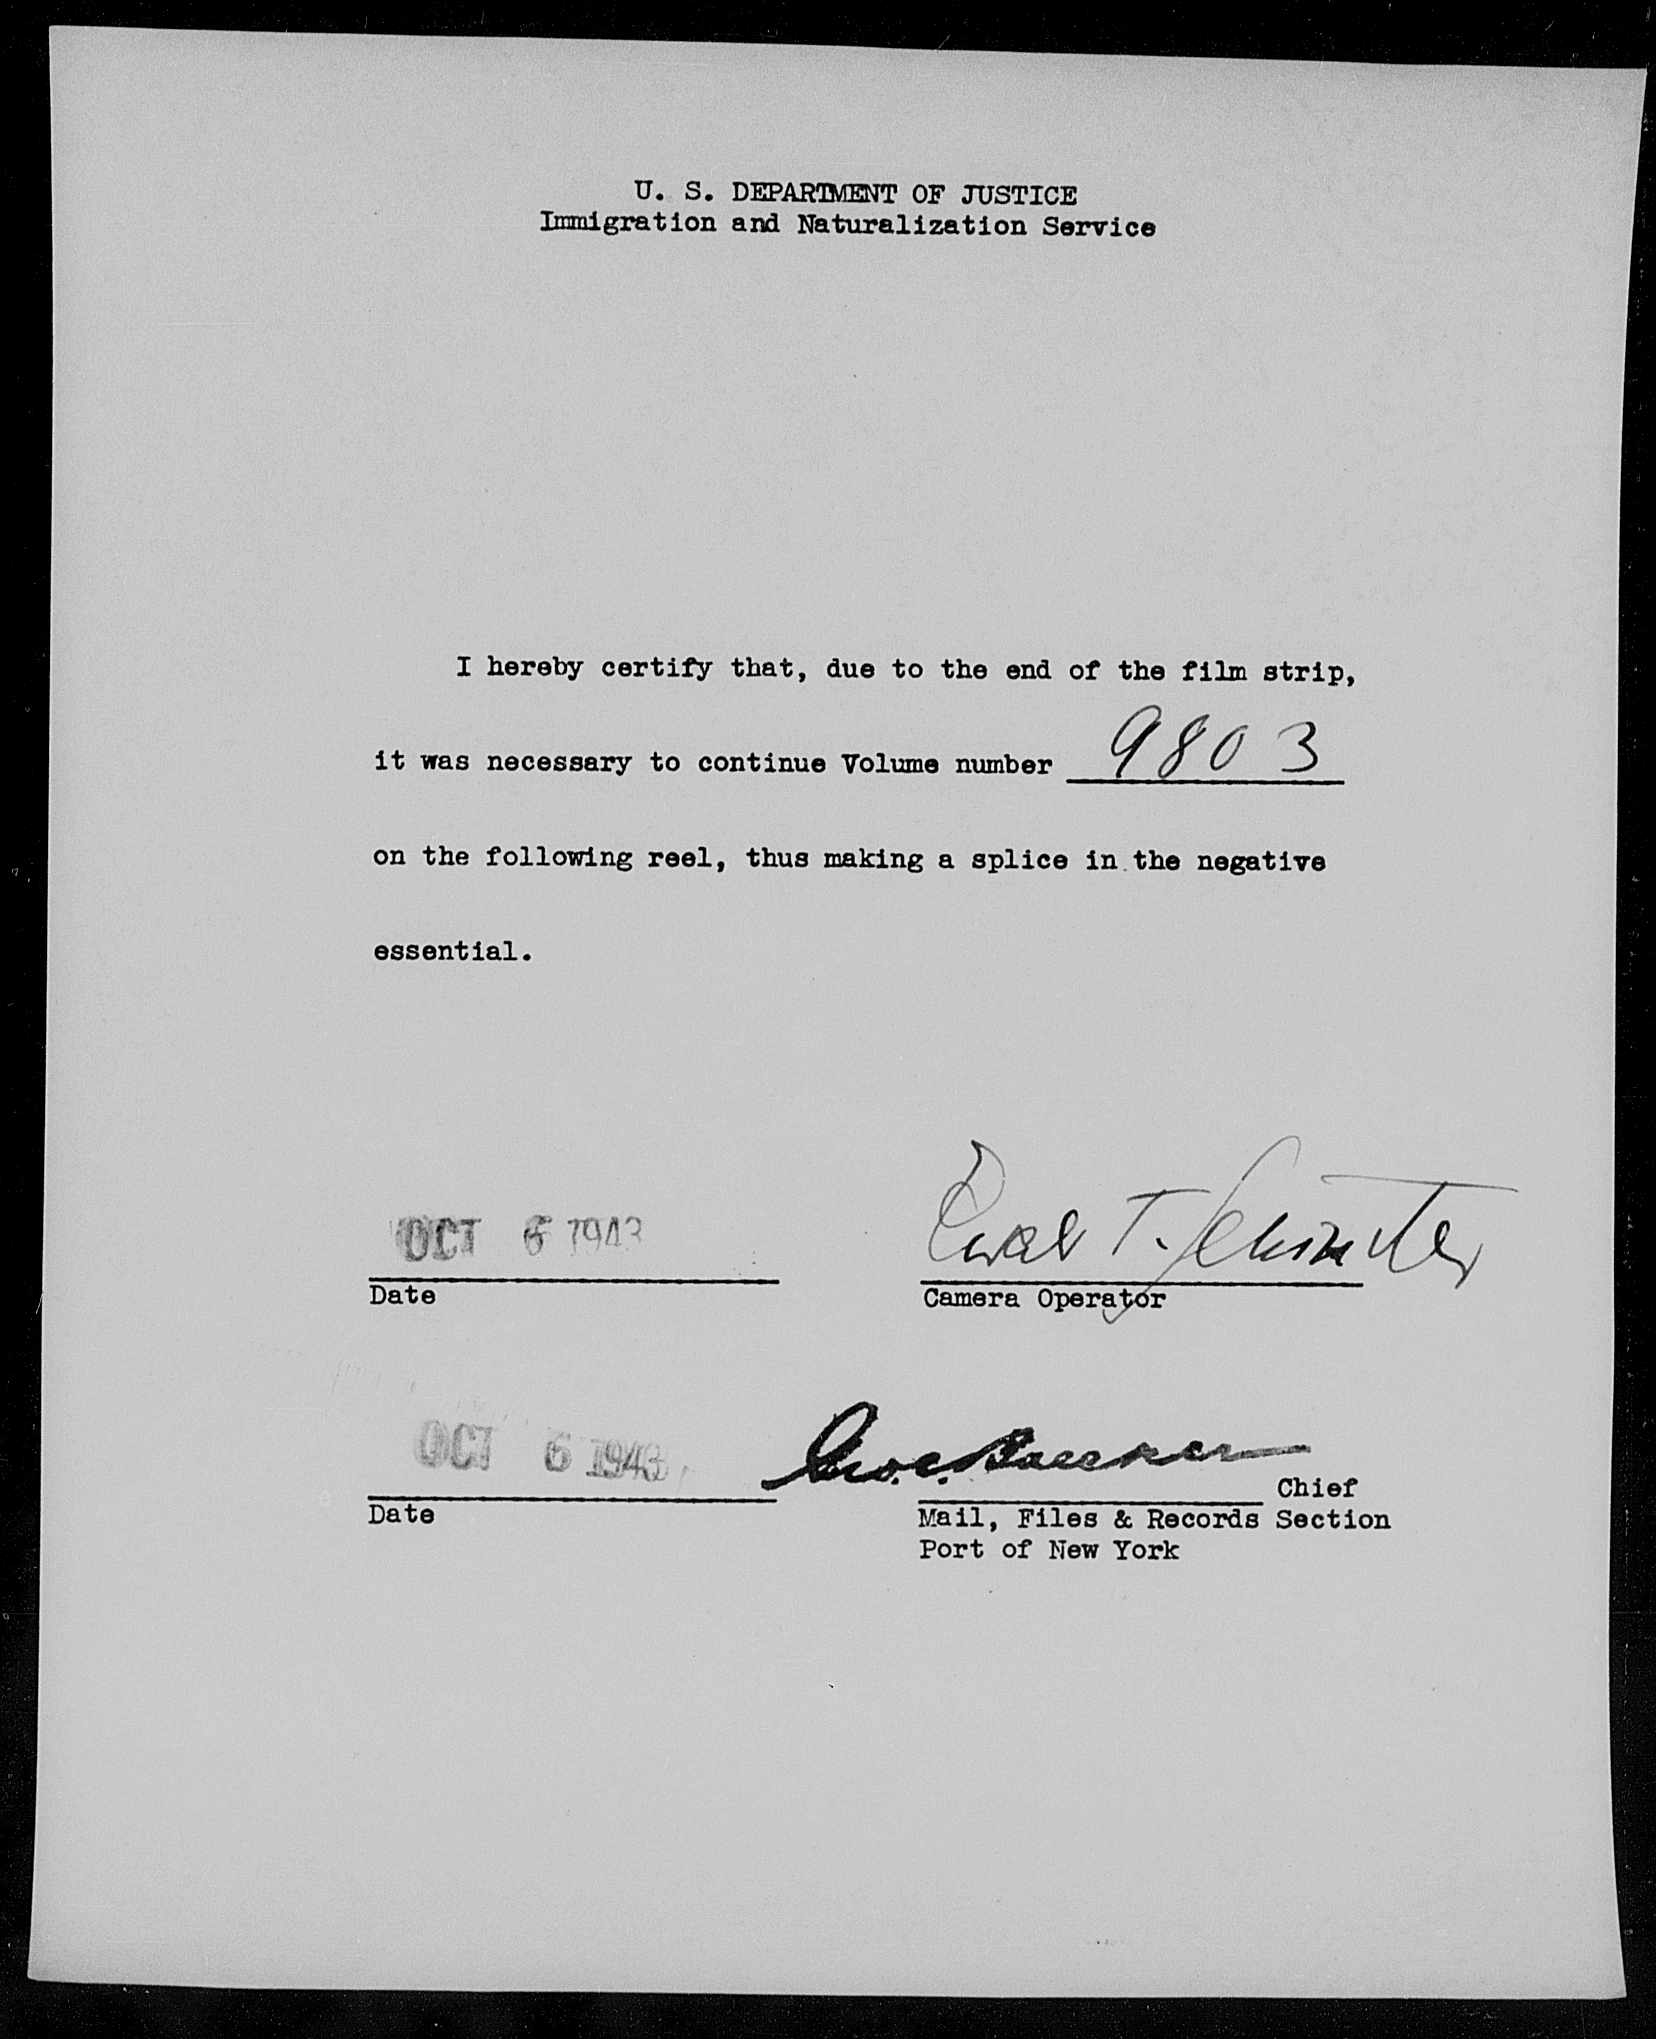 U. S. DEPARTMENT OF JUSTICE
Immigration and Naturalization Service
I hereby certify that, due to the end of the film strip,
it was necessary to continue Volume number 9803
on the following reel, thus making a splice in the negative
essential.
OCT 6 1943
Date
T.
Camera Operator
OCT 6 1943
Date
Chief
Mail, Files & Records Section
Port of New York